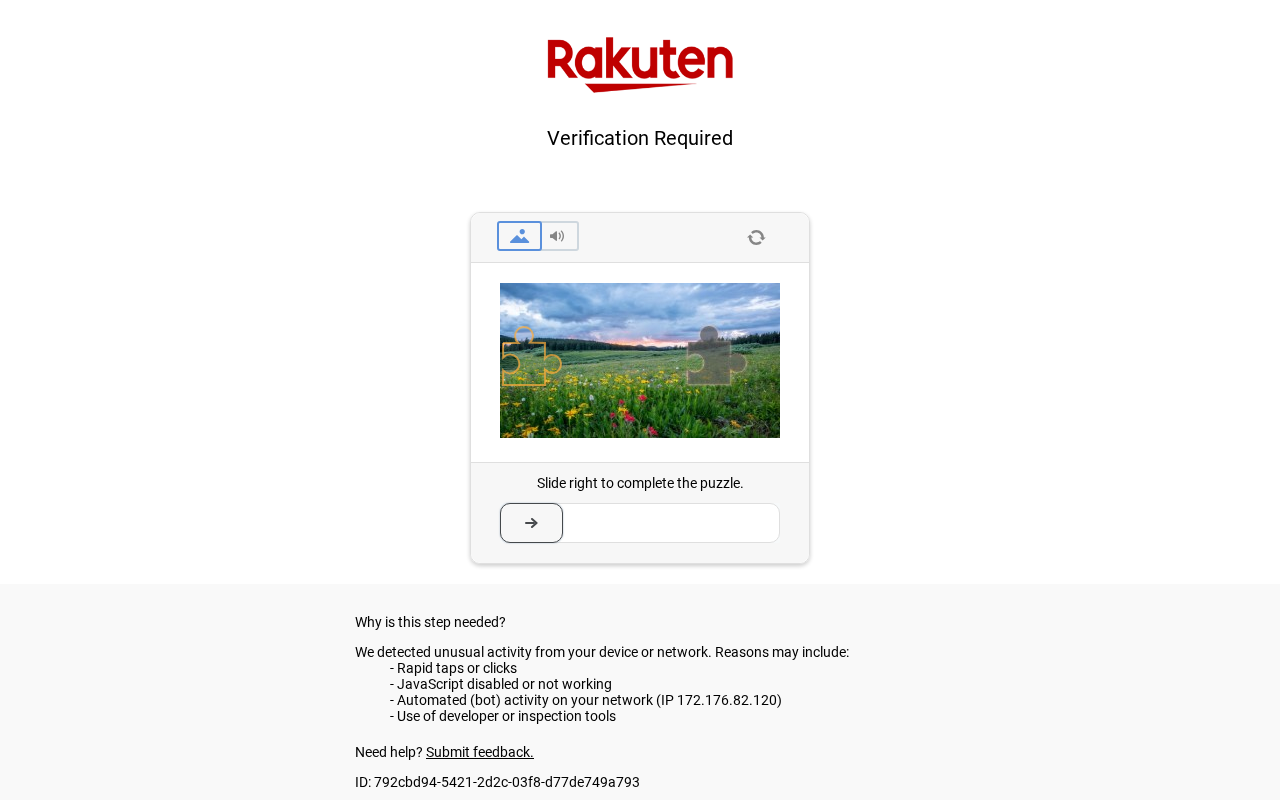 Rakuten
Verification Required
Slide right to complete the puzzle.
Why is this step needed?
We detected unusual activity from your device or network. Reasons may include:
- Rapid taps or clicks
- JavaScript disabled or not working
- Automated (bot) activity on your network (IP 172.176.82.120)
- Use of developer or inspection tools
Need help? Submit feedback.
ID: 792cbd94-5421-2d2c-03f8-d77de749a793